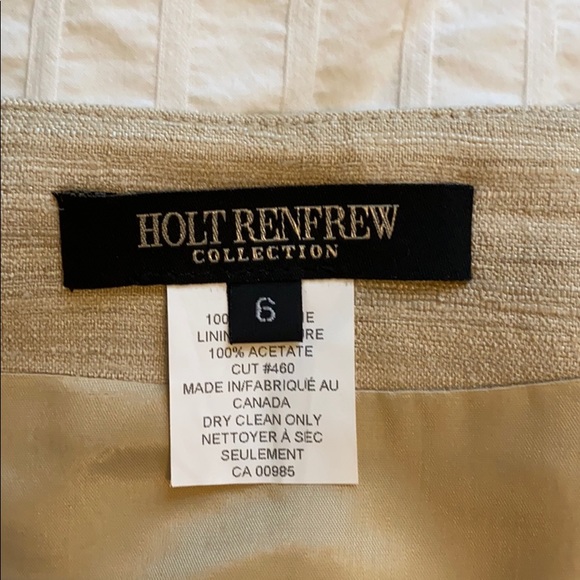 HOLT RENFREW
COLLECTION
6
100
100% ACETATE
CUT #460
MADE IN/FABRIQUÉ AU
CANADA
DRY CLEAN ONLY
NETTOYER À SEC
SEULEMENT
CA 00985